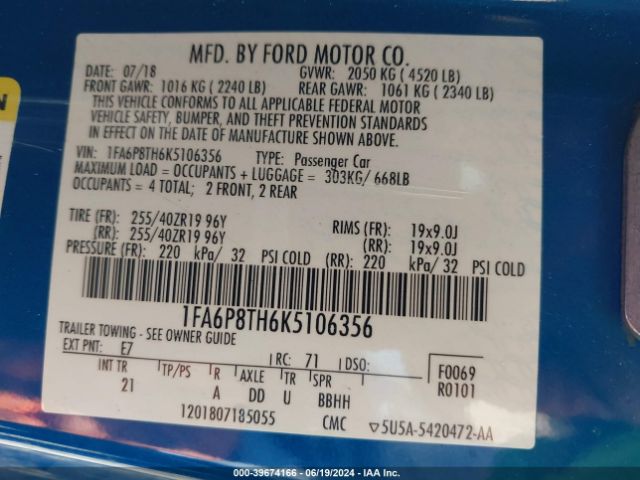 MFD. BY FORD MOTOR CO.
DATE: 07/18 GVWR: 2050 KG ( 4520 LB)
FRONT GAWR: 1016 KG ( 2240 LB) REAR GAWR: 1061 KG ( 2340 LB)
THIS VEHICLE CONFORMS TO ALL APPLICABLE FEDERAL MOTOR
VEHICLE SAFETY, BUMPER, AND THEFT PREVENTION STANDARDS
IN EFFECT ON THE DATE OF MANUFACTURE SHOWN ABOVE.
VIN: 1FA6P8TH6K5106356 TYPE: Passenger Car
MAXIMUM LOAD = OCCUPANTS + LUGGAGE = 303KG/ 668LB
OCCUPANTS = 4 TOTAL; 2 FRONT, 2 REAR
TIRE (FR): 255/40ZR19 96Y RIMS (FR): 19x9.0J
(RR): 255/40ZR19 96Y (RR): 19x9.0J
PRESSURE (FR): 220 kPa/ 32 PSI COLD (RR): 220 kPa/ 32 PSI COLD
1FA6P8TH6K5106356
TRAILER TOWING - SEE OWNER GUIDE
EXT PNT: E7 RC: 71 DSO: F0069
INT TR TP/PS R AXLE TR SPR R0101
21 A DD U BBHH
1201807185055 CMC 5U5A-5420472-AA
000-39674166 - 06/19/2024 - IAA Inc.